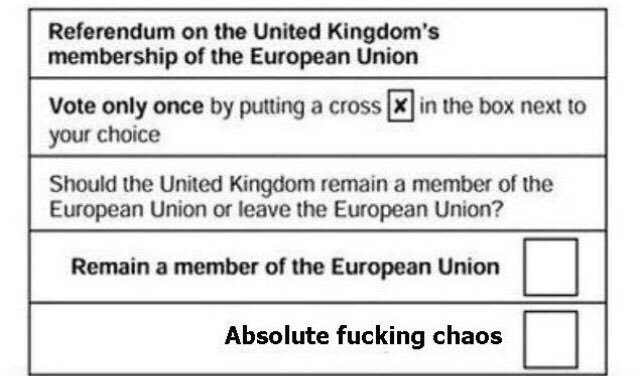 Referendum on the United Kingdom's
membership of the European Union
Vote only once by putting a cross ✘ in the box next to
your choice
Should the United Kingdom remain a member of the
European Union or leave the European Union?
Remain a member of the European Union
Absolute fucking chaos